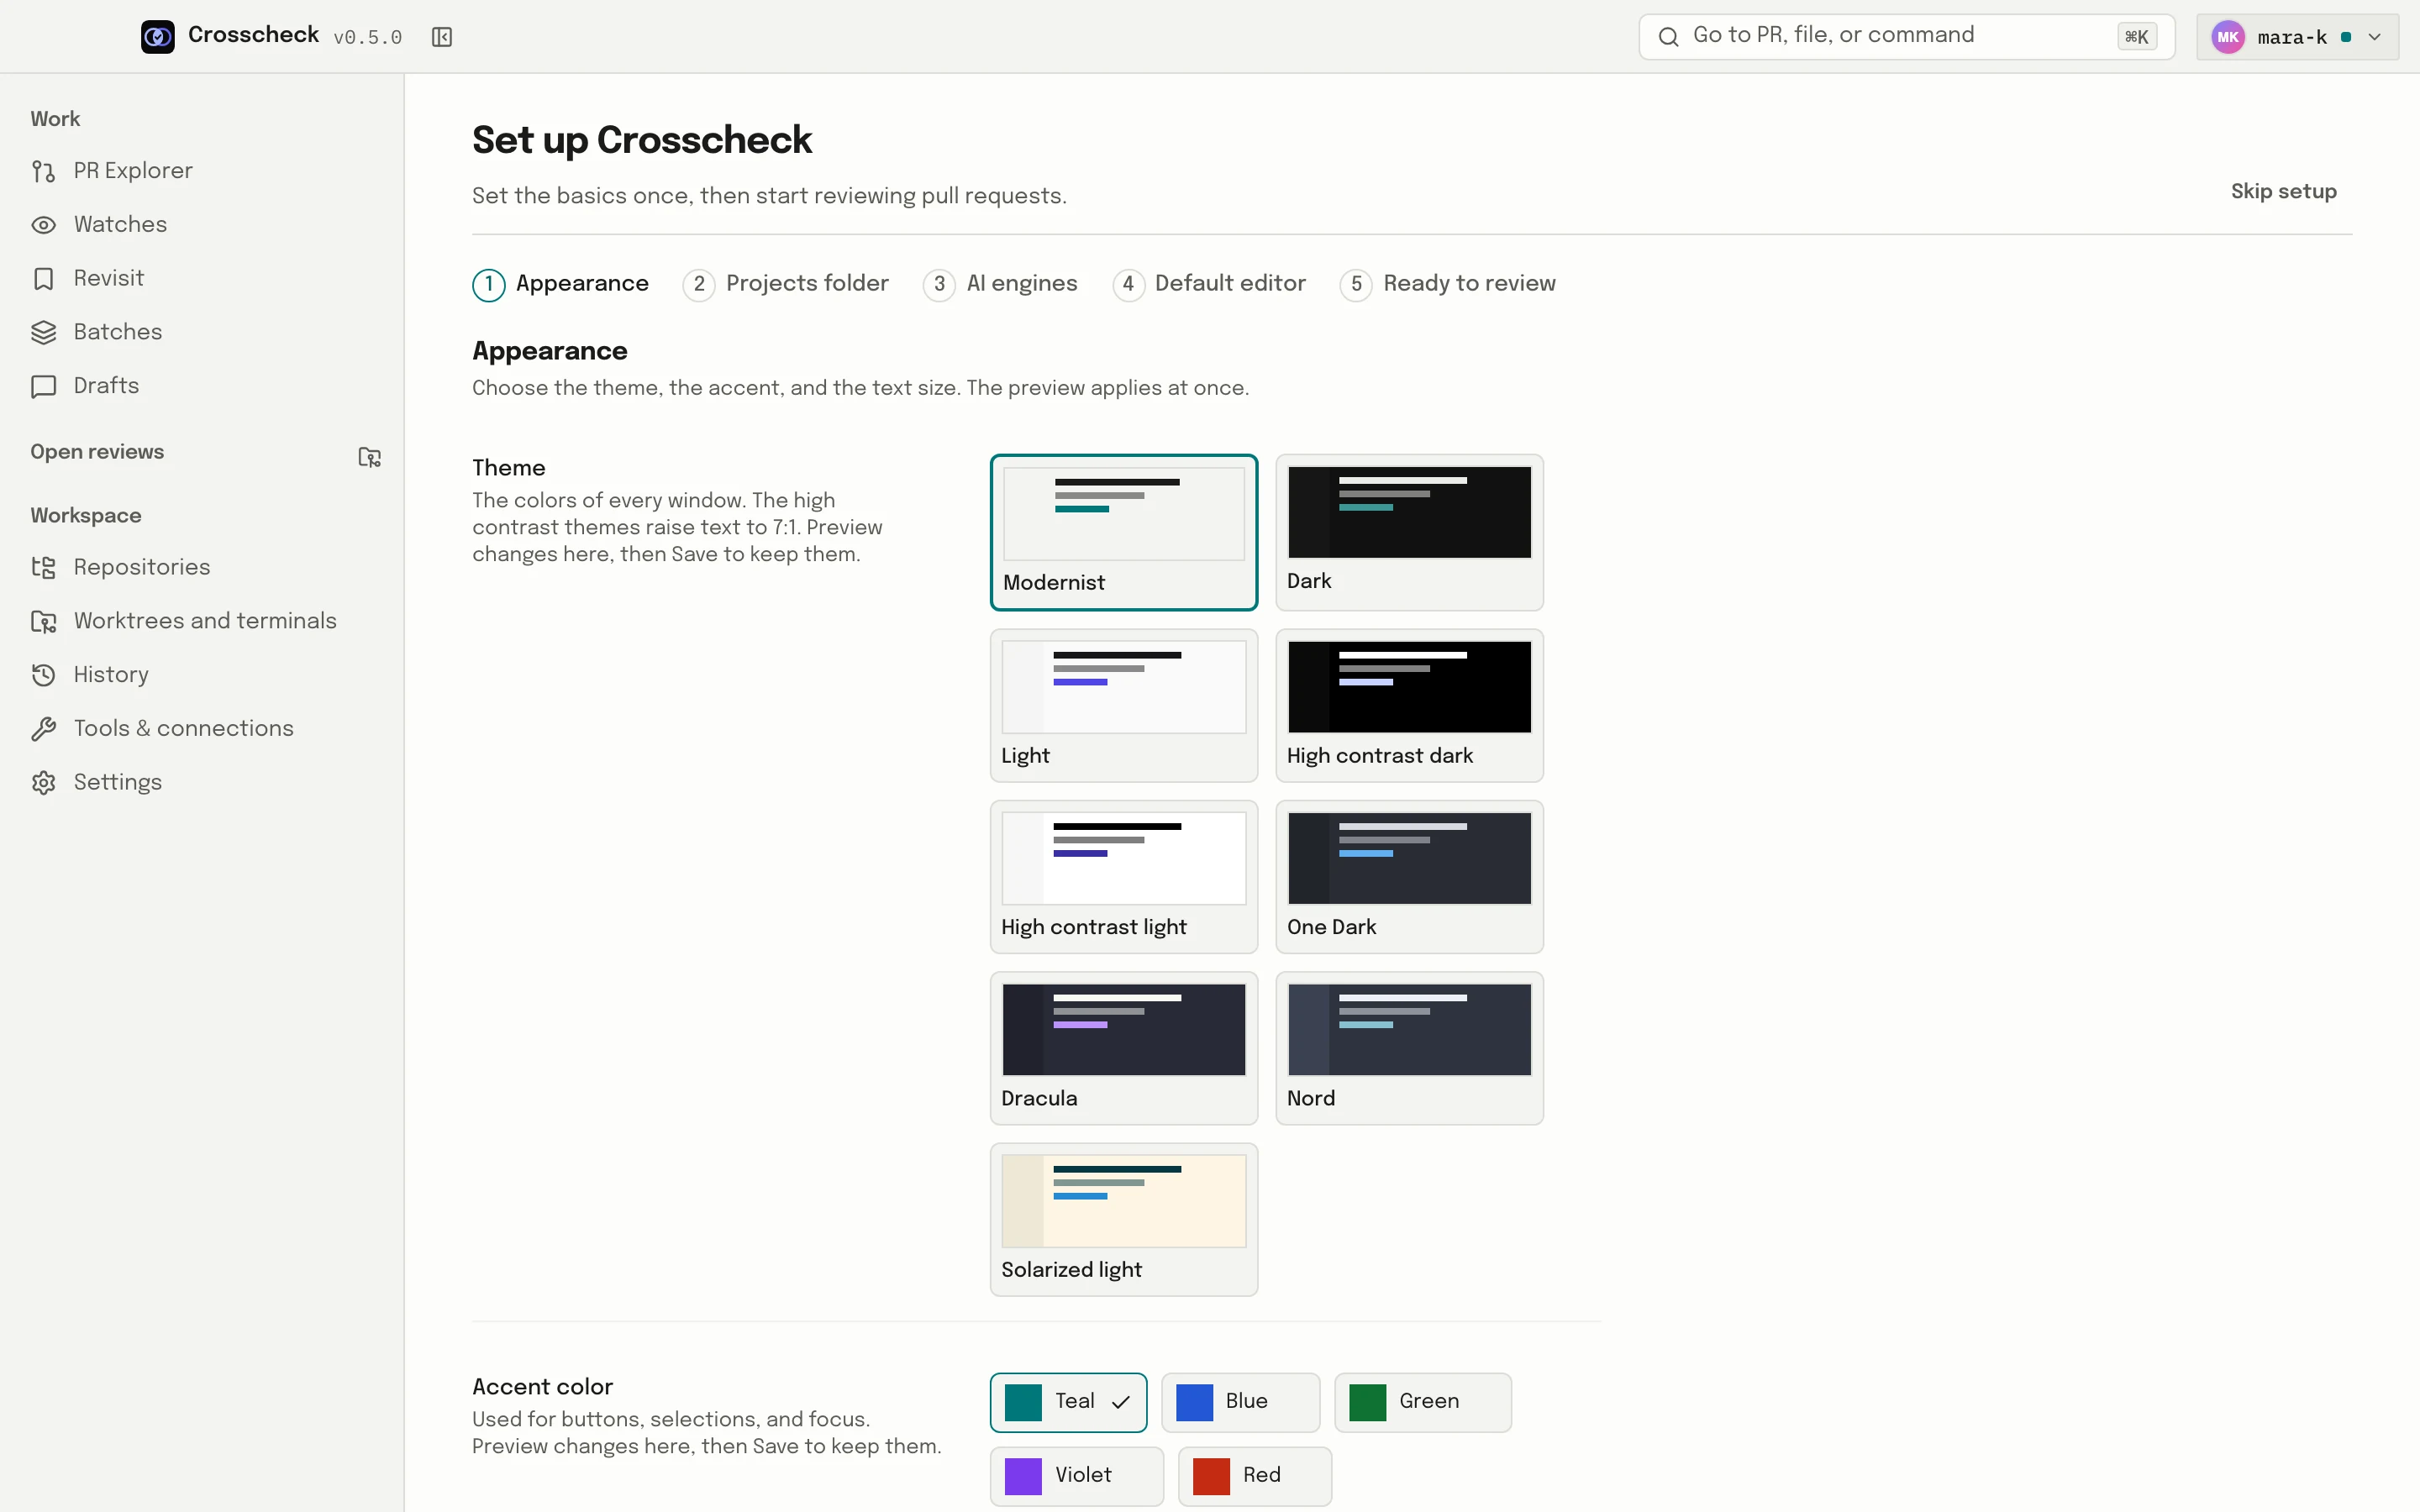 Crosscheck v0.5.0
Go to PR, file, or command ⌘K
MK mara-k
Work
PR Explorer
Watches
Revisit
Batches
Drafts
Open reviews
Workspace
Repositories
Worktrees and terminals
History
Tools & connections
Settings
Set up Crosscheck
Set the basics once, then start reviewing pull requests.
Skip setup
1 Appearance 2 Projects folder 3 AI engines 4 Default editor 5 Ready to review
Appearance
Choose the theme, the accent, and the text size. The preview applies at once.
Theme
The colors of every window. The high
contrast themes raise text to 7:1. Preview
changes here, then Save to keep them.
Modernist
Dark
Light
High contrast dark
High contrast light
One Dark
Dracula
Nord
Solarized light
Accent color
Used for buttons, selections, and focus.
Preview changes here, then Save to keep them.
Teal
Blue
Green
Violet
Red